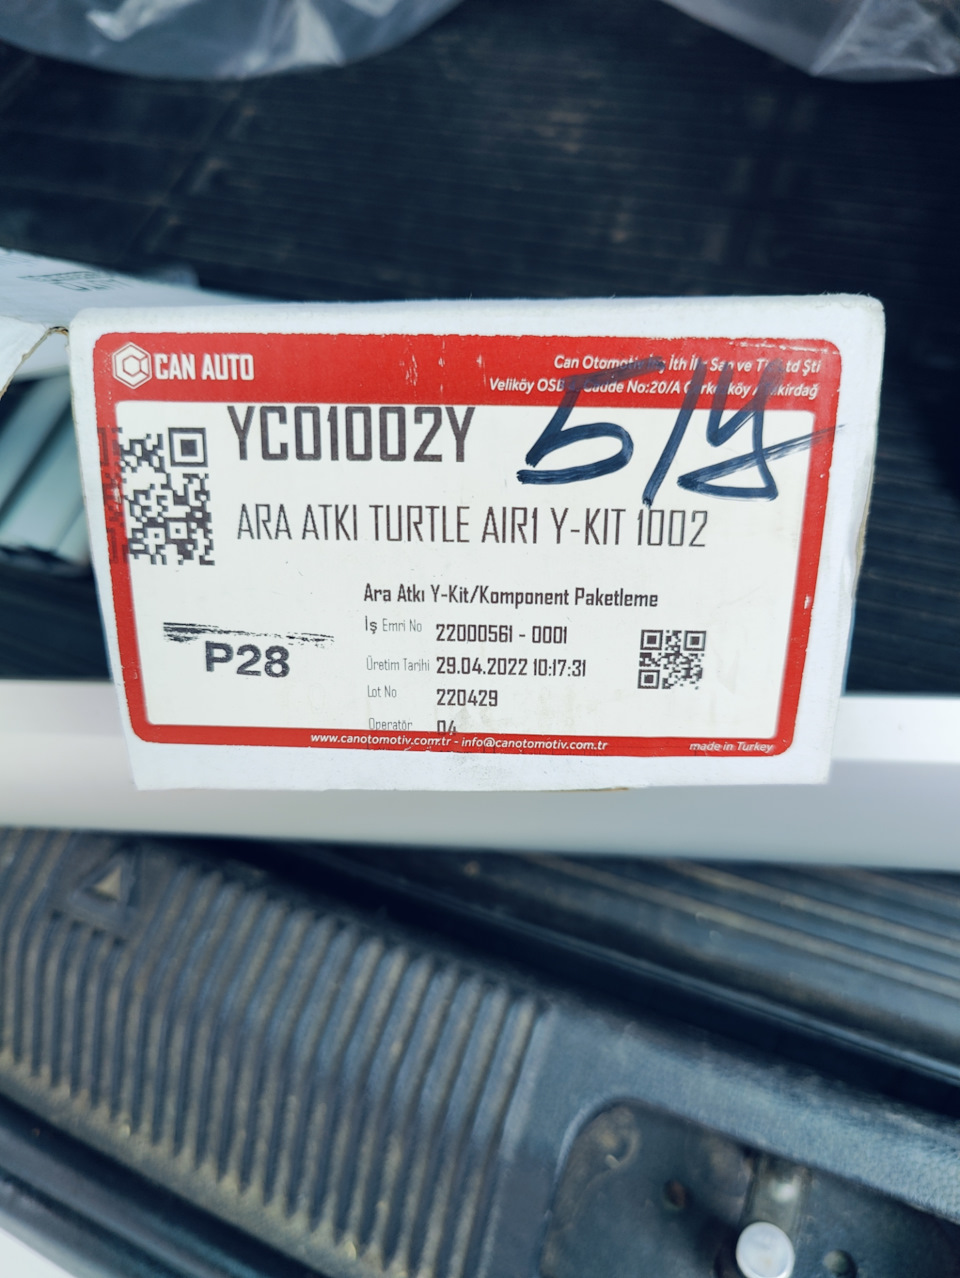 CAN AUTO
Can Otomotiv İth İhr San ve Tic Ltd Şti
Veliköy OSB Cadde No:20/A Çerkezköy Tekirdağ
YC01002Y
Б/У
ARA ATKI TURTLE AIR1 Y-KIT 1002
Ara Atkı Y-Kit/Komponent Paketleme
İş Emri No 22000561 - 0001
Üretim Tarihi 29.04.2022 10:17:31
Lot No 220429
Operatör 04
P28
www.canotomotiv.com.tr - info@canotomotiv.com.tr
made in Turkey